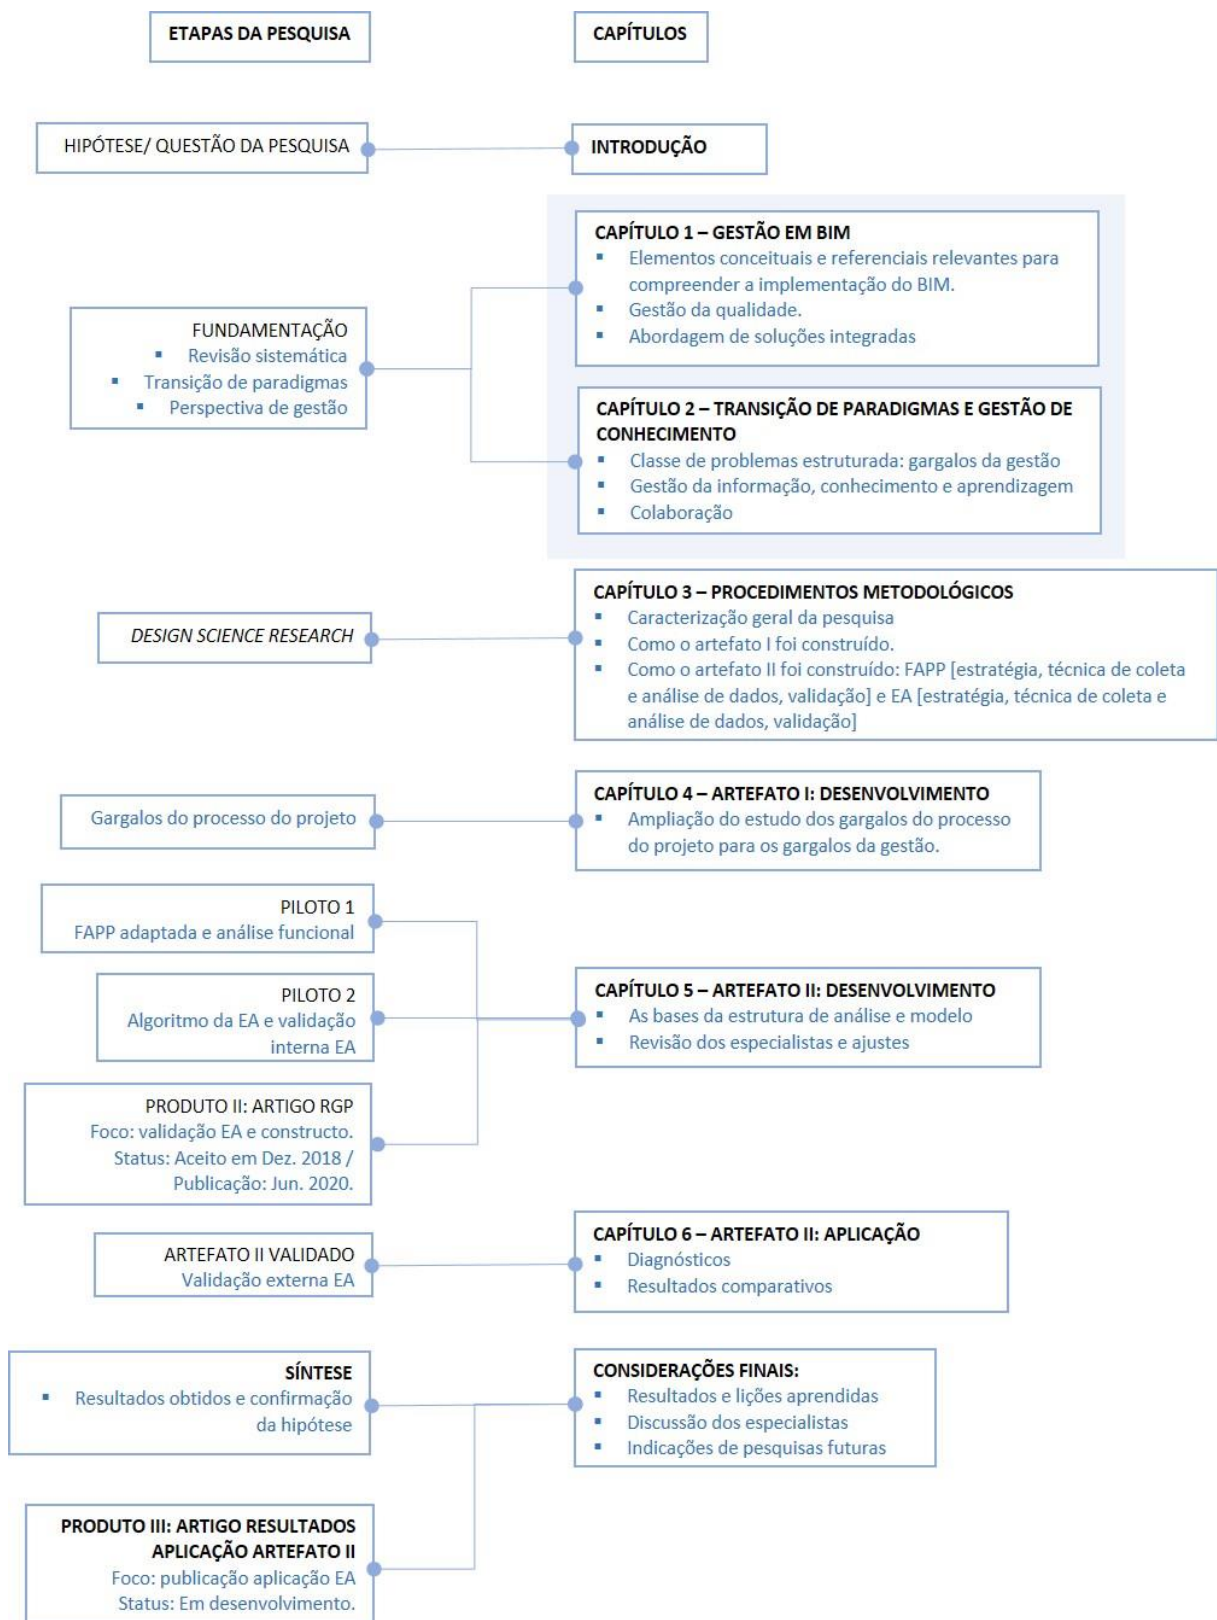 ETAPAS DA PESQUISA
CAPÍTULOS
HIPÓTESE/ QUESTÃO DA PESQUISA
INTRODUÇÃO
FUNDAMENTAÇÃO
▪ Revisão sistemática
▪ Transição de paradigmas
▪ Perspectiva de gestão
CAPÍTULO 1 – GESTÃO EM BIM
▪ Elementos conceituais e referenciais relevantes para
compreender a implementação do BIM.
▪ Gestão da qualidade.
▪ Abordagem de soluções integradas
CAPÍTULO 2 – TRANSIÇÃO DE PARADIGMAS E GESTÃO DE
CONHECIMENTO
▪ Classe de problemas estruturada: gargalos da gestão
▪ Gestão da informação, conhecimento e aprendizagem
▪ Colaboração
DESIGN SCIENCE RESEARCH
CAPÍTULO 3 – PROCEDIMENTOS METODOLÓGICOS
▪ Caracterização geral da pesquisa
▪ Como o artefato I foi construído.
▪ Como o artefato II foi construído: FAPP [estratégia, técnica de coleta
e análise de dados, validação] e EA [estratégia, técnica de coleta e
análise de dados, validação]
Gargalos do processo do projeto
CAPÍTULO 4 – ARTEFATO I: DESENVOLVIMENTO
▪ Ampliação do estudo dos gargalos do processo
do projeto para os gargalos da gestão.
PILOTO 1
FAPP adaptada e análise funcional
PILOTO 2
Algoritmo da EA e validação
interna EA
PRODUTO II: ARTIGO RGP
Foco: validação EA e constructo.
Status: Aceito em Dez. 2018 /
Publicação: Jun. 2020.
CAPÍTULO 5 – ARTEFATO II: DESENVOLVIMENTO
▪ As bases da estrutura de análise e modelo
▪ Revisão dos especialistas e ajustes
ARTEFATO II VALIDADO
Validação externa EA
CAPÍTULO 6 – ARTEFATO II: APLICAÇÃO
▪ Diagnósticos
▪ Resultados comparativos
SÍNTESE
▪ Resultados obtidos e confirmação
da hipótese
CONSIDERAÇÕES FINAIS:
▪ Resultados e lições aprendidas
▪ Discussão dos especialistas
▪ Indicações de pesquisas futuras
PRODUTO III: ARTIGO RESULTADOS
APLICAÇÃO ARTEFATO II
Foco: publicação aplicação EA
Status: Em desenvolvimento.